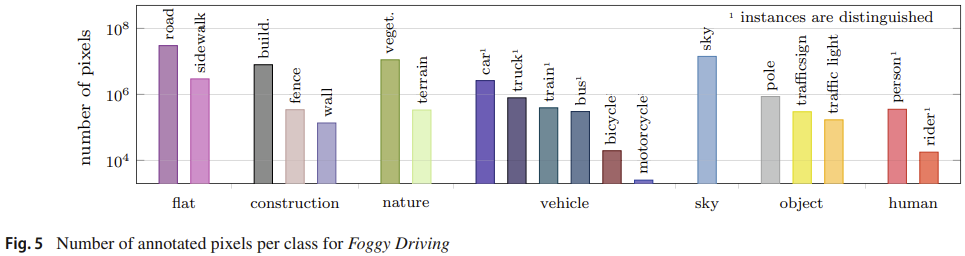 ¹ instances are distinguished
number of pixels
10⁸
10⁶
10⁴
road
sidewalk
build.
fence
wall
veget.
terrain
car¹
truck¹
train¹
bus¹
bicycle
motorcycle
sky
pole
trafficsign
traffic light
person¹
rider¹
flat construction nature vehicle sky object human
Fig. 5 Number of annotated pixels per class for Foggy Driving